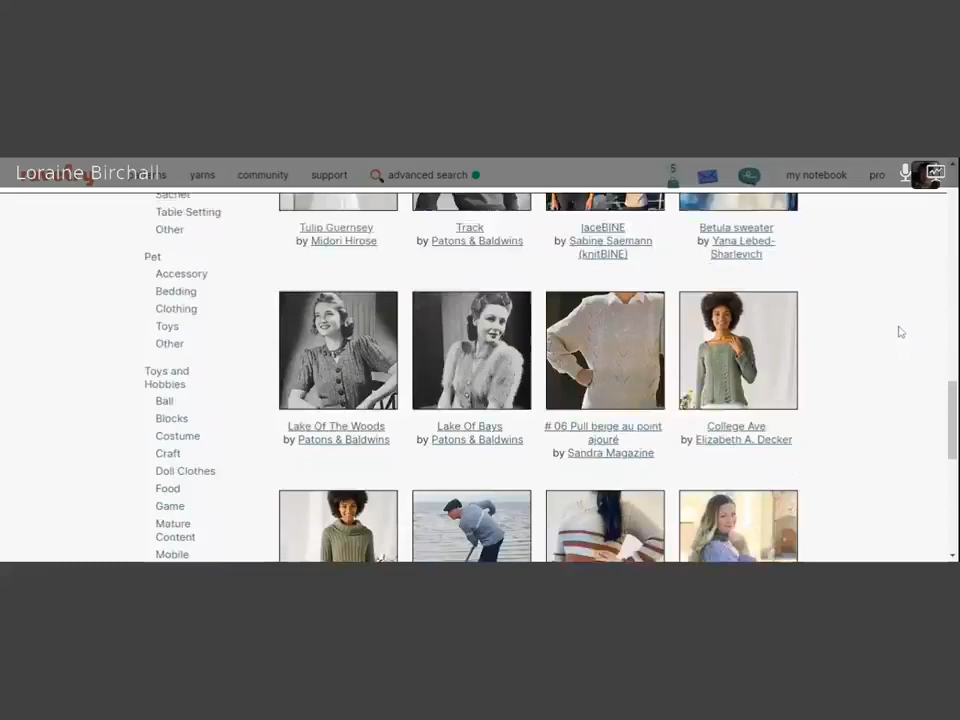 Loraine Birchall
yarns community support advanced search 5 my notebook pro
Sachet
Table Setting
Other
Pet
Accessory
Bedding
Clothing
Toys
Other
Toys and
Hobbies
Ball
Blocks
Costume
Craft
Doll Clothes
Food
Game
Mature
Content
Mobile
Tulip Guernsey
by Midori Hirose
Track
by Patons & Baldwins
laceBINE
by Sabine Saemann
(knitBINE)
Betula sweater
by Yana Lebed-
Sharlevich
Lake Of The Woods
by Patons & Baldwins
Lake Of Bays
by Patons & Baldwins
# 06 Pull beige au point
ajouré
by Sandra Magazine
College Ave
by Elizabeth A. Decker